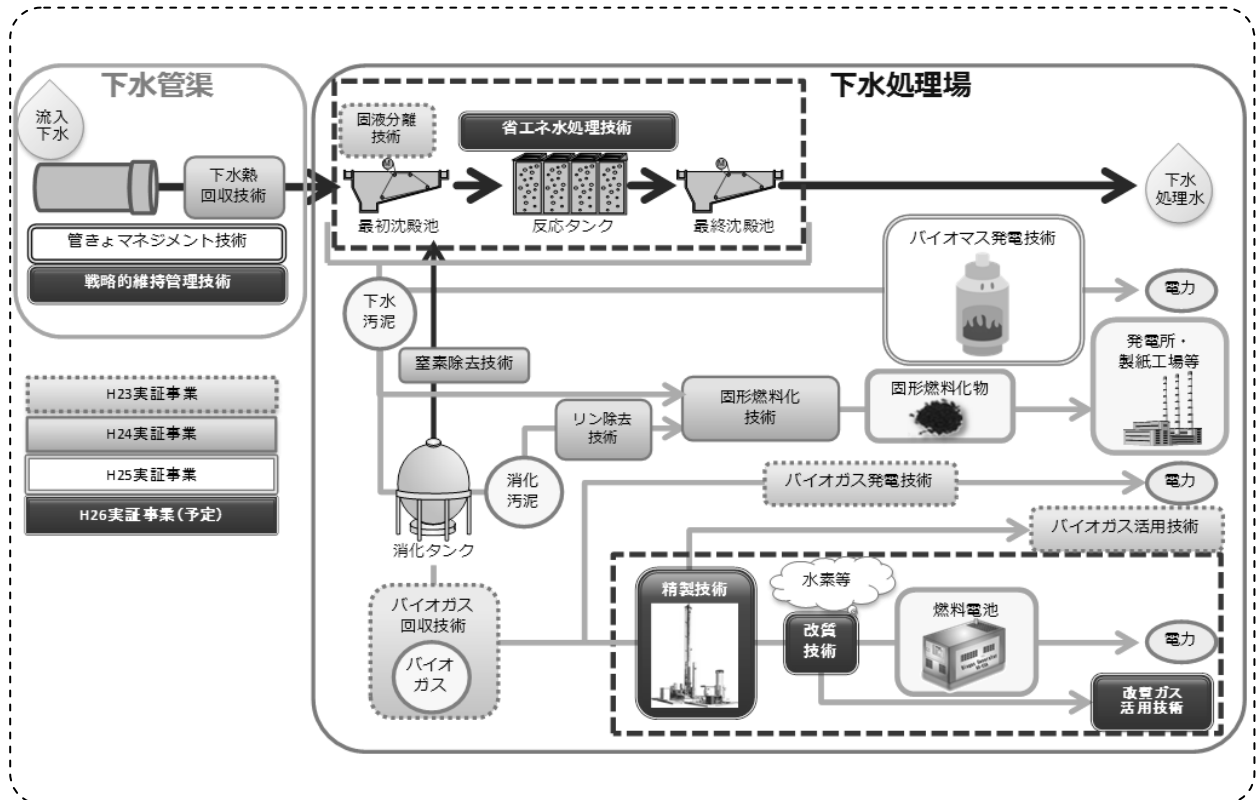 下水管渠
流入
下水
下水熱
回収技術
管きょマネジメント技術
戦略的維持管理技術
H23実証事業
H24実証事業
H25実証事業
H26実証事業(予定)
下水処理場
固液分離
技術
省エネ水処理技術
最初沈殿池
反応タンク
最終沈殿池
下水
処理水
バイオマス発電技術
電力
下水
汚泥
発電所・
製紙工場等
窒素除去技術
固形燃料化
技術
固形燃料化物
リン除去
技術
消化
汚泥
消化タンク
バイオガス発電技術
電力
バイオガス活用技術
バイオガス
回収技術
バイオ
ガス
精製技術
水素等
改質
技術
燃料電池
電力
改質ガス
活用技術